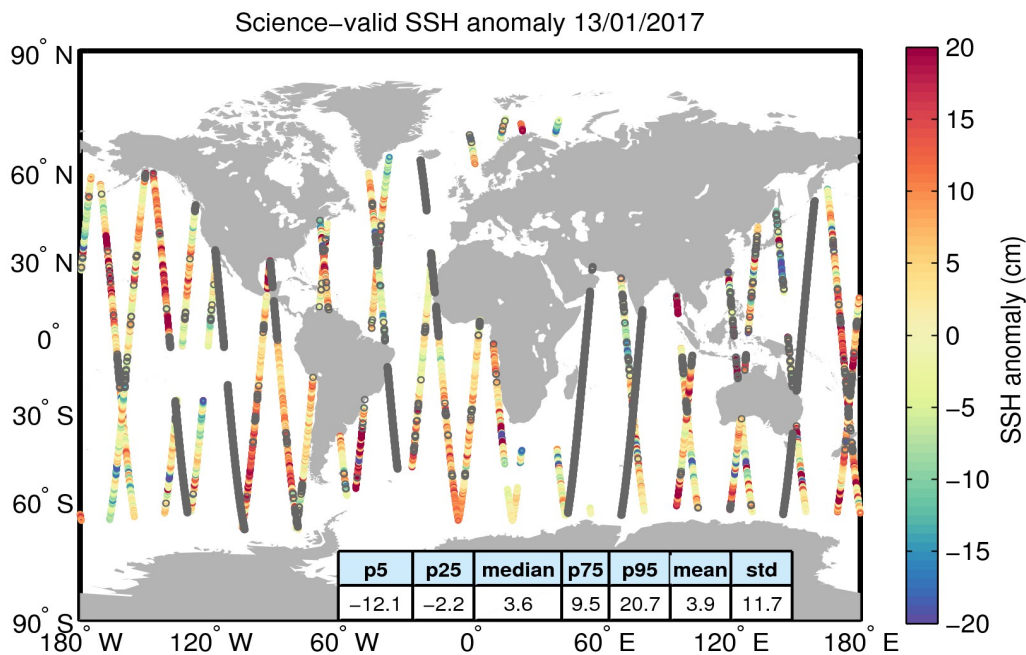 Science−valid SSH anomaly 13/01/2017
90° N
60° N
30° N
0°
30° S
60° S
90° S
180° W
120° W
60° W
0°
60° E
120° E
180° E
p5 p25 median p75 p95 mean std
−12.1 −2.2 3.6 9.5 20.7 3.9 11.7
20
15
10
5
0
−5
−10
−15
−20
SSH anomaly (cm)